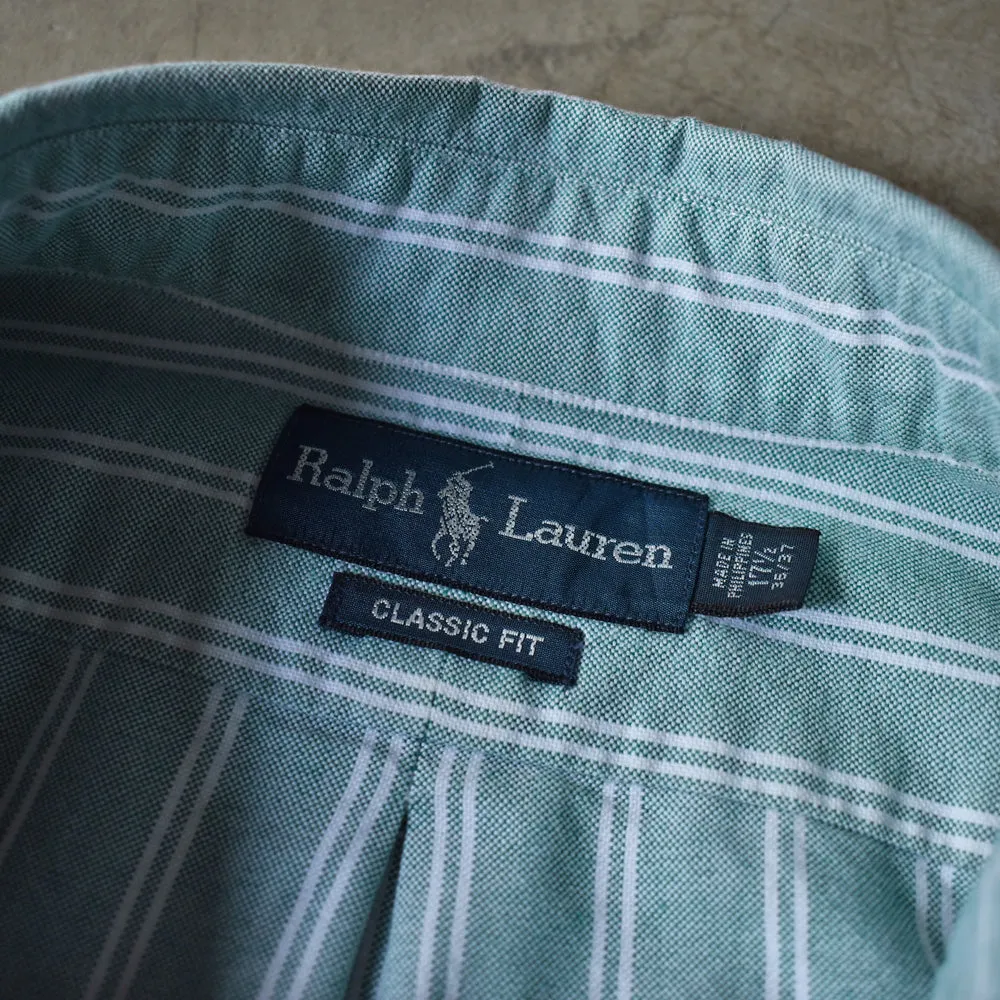 Ralph Lauren
MADE IN
PHILIPPINES
17 1/2
36/37
CLASSIC FIT